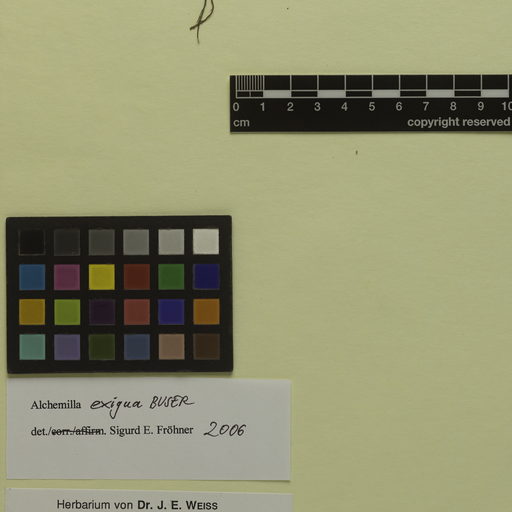 0 1 2 3 4 5 6 7 8 9 10
cm copyright reserved
Alchemilla exigua BUSER
det./corr./affirm. Sigurd E. Fröhner 2006
Herbarium von Dr. J. E. WEISS